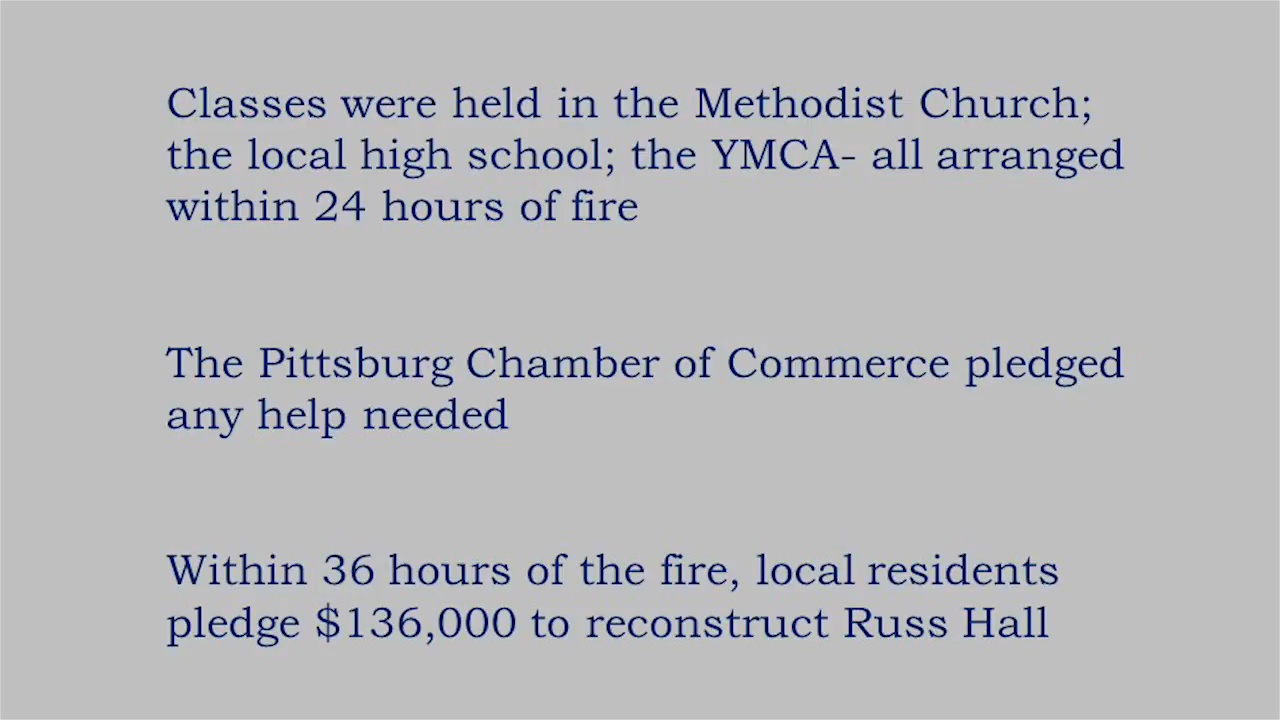 Classes were held in the Methodist Church;
the local high school; the YMCA- all arranged
within 24 hours of fire
The Pittsburg Chamber of Commerce pledged
any help needed
Within 36 hours of the fire, local residents
pledge $136,000 to reconstruct Russ Hall